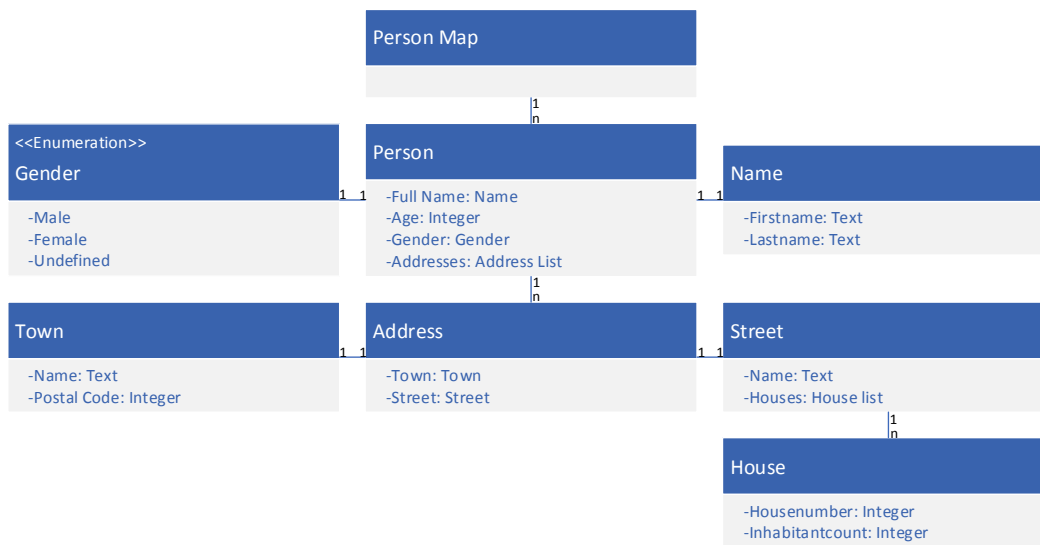 Person Map
1
n
<<Enumeration>>
Gender
-Male
-Female
-Undefined
1 1
Person
-Full Name: Name
-Age: Integer
-Gender: Gender
-Addresses: Address List
1 1
Name
-Firstname: Text
-Lastname: Text
1
n
Town
-Name: Text
-Postal Code: Integer
1 1
Address
-Town: Town
-Street: Street
1 1
Street
-Name: Text
-Houses: House list
1
n
House
-Housenumber: Integer
-Inhabitantcount: Integer